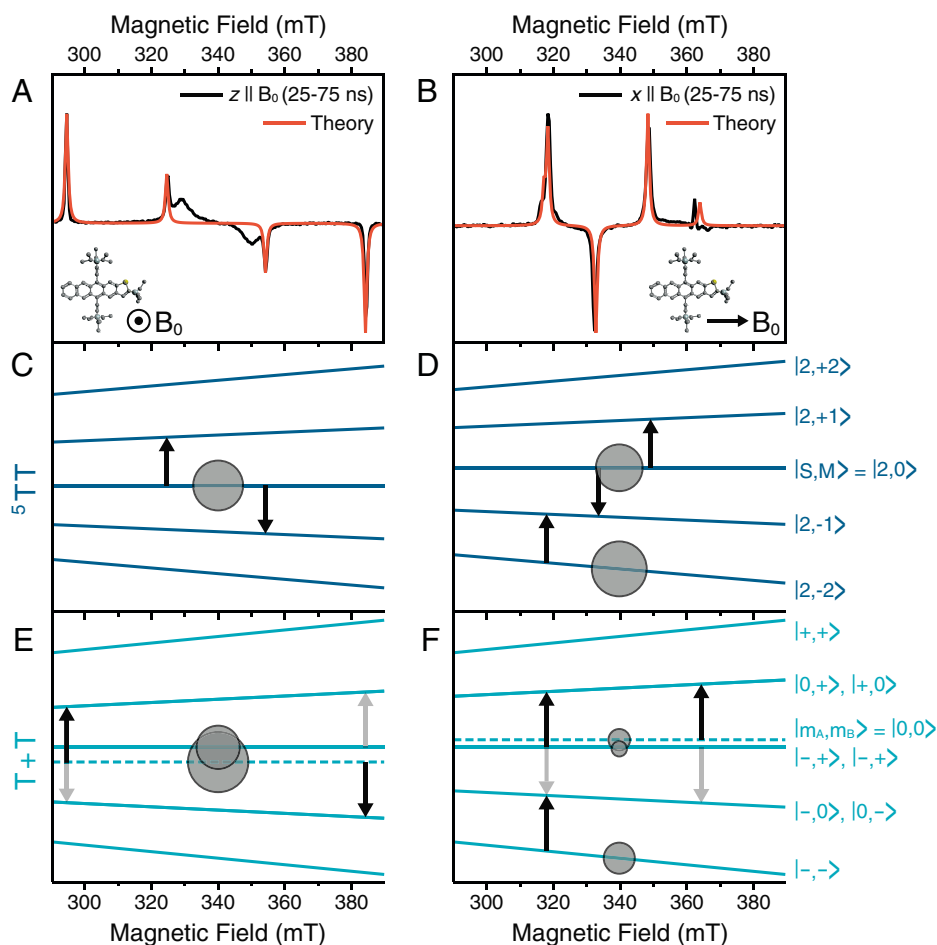 Magnetic Field (mT)
300 320 340 360 380
A
z || B₀ (25-75 ns)
Theory
B₀
Magnetic Field (mT)
300 320 340 360 380
B
x || B₀ (25-75 ns)
Theory
B₀
C
⁵TT
D
|2,+2>
|2,+1>
|S,M> = |2,0>
|2,-1>
|2,-2>
E
T+T
300 320 340 360 380
Magnetic Field (mT)
F
|+,+>
|0,+>, |+,0>
|mA,mB> = |0,0>
|-,+>, |-,+>
|-,0>, |0,->
|-,->
300 320 340 360 380
Magnetic Field (mT)